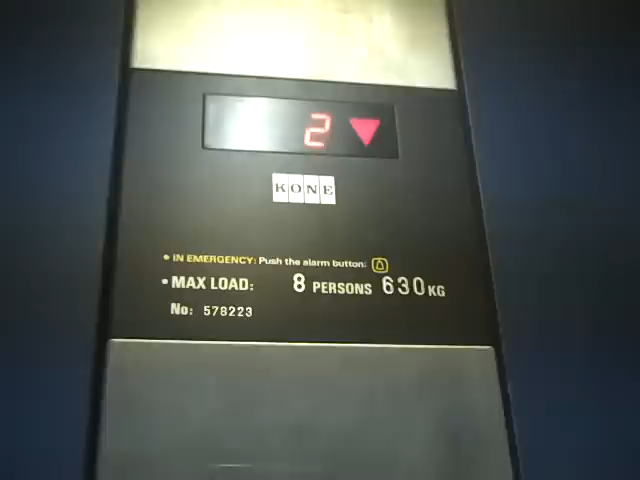 2
KONE
• IN EMERGENCY: Push the alarm button:
• MAX LOAD: 8 PERSONS 630 KG
No: 578223